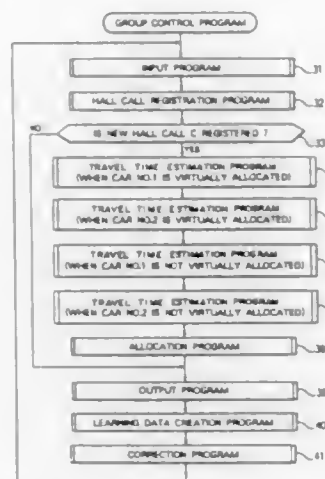 GROUP CONTROL PROGRAM
INPUT PROGRAM
31
HALL CALL REGISTRATION PROGRAM
32
NO
IS NEW HALL CALL C REGISTERED ?
33
YES
TRAVEL TIME ESTIMATION PROGRAM
(WHEN CAR NO.1 IS VIRTUALLY ALLOCATED)
TRAVEL TIME ESTIMATION PROGRAM
(WHEN CAR NO.2 IS VIRTUALLY ALLOCATED)
TRAVEL TIME ESTIMATION PROGRAM
(WHEN CAR NO.1 IS NOT VIRTUALLY ALLOCATED)
TRAVEL TIME ESTIMATION PROGRAM
(WHEN CAR NO.2 IS NOT VIRTUALLY ALLOCATED)
ALLOCATION PROGRAM
38
OUTPUT PROGRAM
39
LEARNING DATA CREATION PROGRAM
40
CORRECTION PROGRAM
41